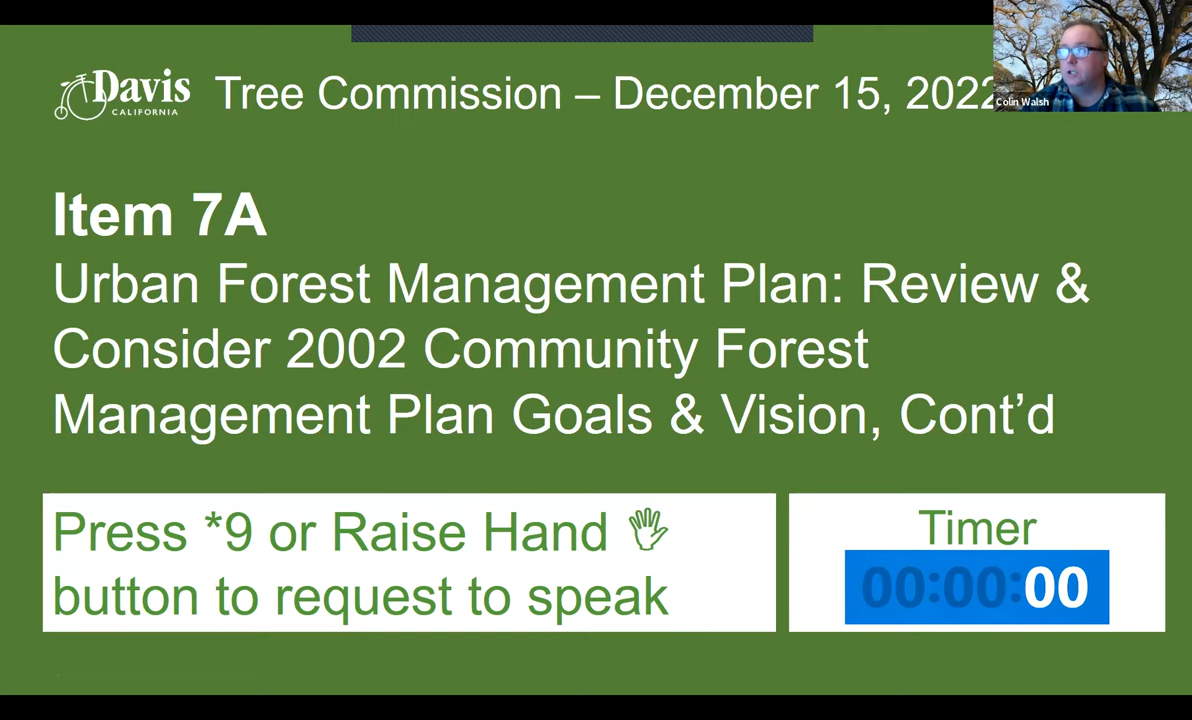 Davis
CALIFORNIA
Tree Commission – December 15, 2022
Colin Walsh
Item 7A
Urban Forest Management Plan: Review &
Consider 2002 Community Forest
Management Plan Goals & Vision, Cont’d
Press *9 or Raise Hand
button to request to speak
Timer
00:00:00